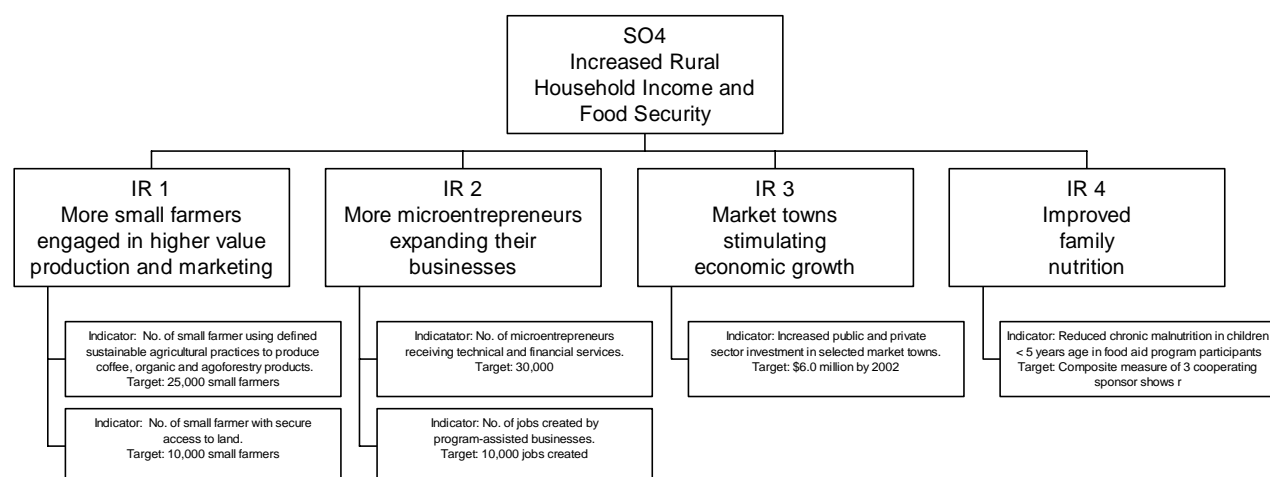 SO4
Increased Rural
Household Income and
Food Security
IR 1
More small farmers
engaged in higher value
production and marketing
IR 2
More microentrepreneurs
expanding their
businesses
IR 3
Market towns
stimulating
economic growth
IR 4
Improved
family
nutrition
Indicator: No. of small farmer using defined
sustainable agricultural practices to produce
coffee, organic and agoforestry products.
Target: 25,000 small farmers
Indicator: No. of small farmer with secure
access to land.
Target: 10,000 small farmers
Indicatator: No. of microentrepreneurs
receiving technical and financial services.
Target: 30,000
Indicator: No. of jobs created by
program-assisted businesses.
Target: 10,000 jobs created
Indicator: Increased public and private
sector investment in selected market towns.
Target: $6.0 million by 2002
Indicator: Reduced chronic malnutrition in children
< 5 years age in food aid program participants
Target: Composite measure of 3 cooperating
sponsor shows r